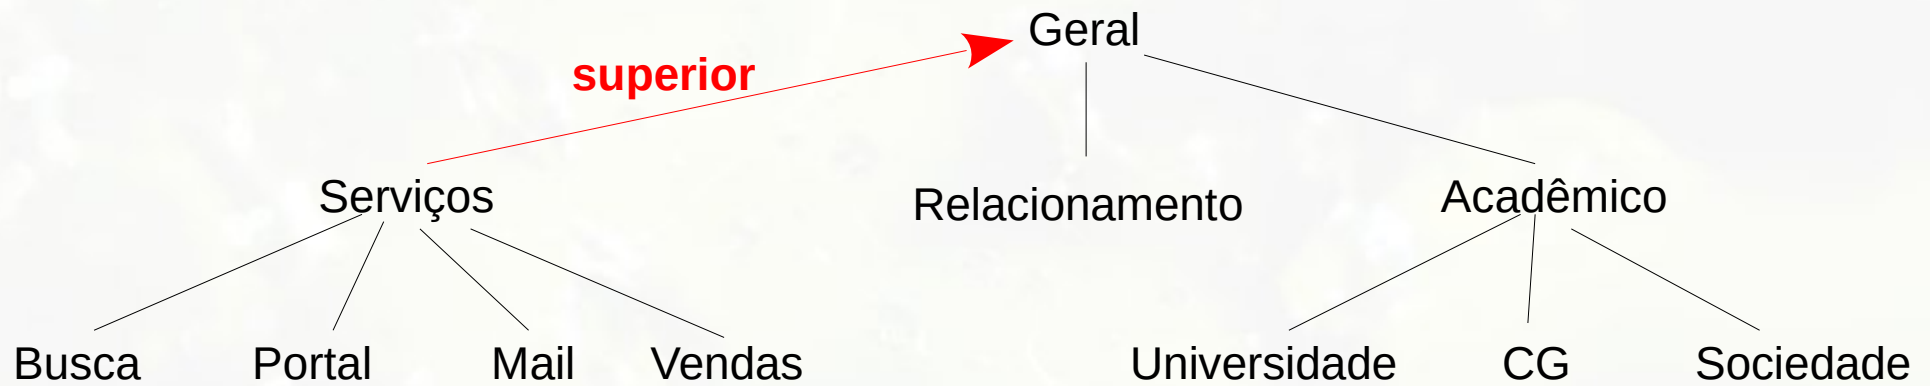 Geral
superior
Serviços
Relacionamento
Acadêmico
Busca
Portal
Mail
Vendas
Universidade
CG
Sociedade